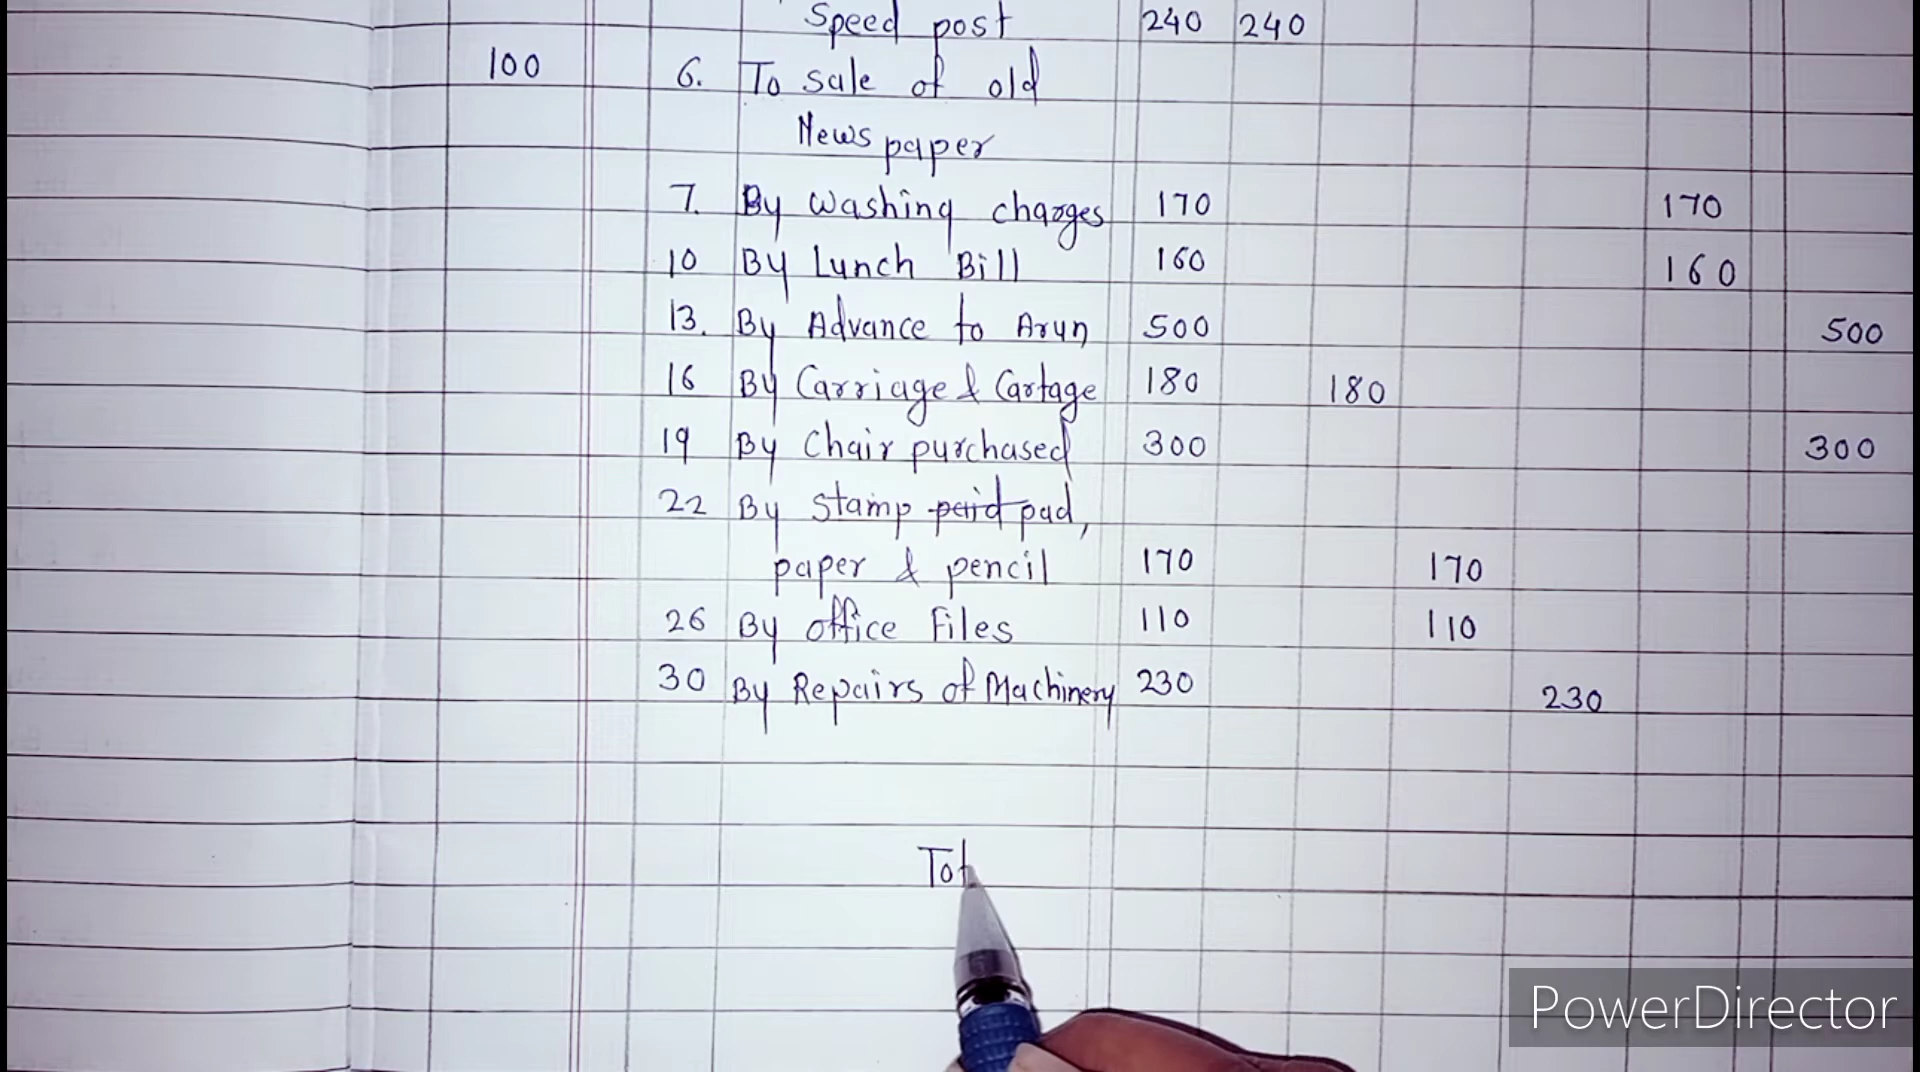 Speed post 240 240
100 6. To sale of old
News paper
7. By washing charges 170 170
10 By Lunch Bill 160 160
13. By Advance to Arun 500 500
16 By Carriage & Cartage 180 180
19 By Chair purchased 300 300
22 By Stamp paid pad,
paper & pencil 170 170
26 By office Files 110 110
30 By Repairs of Machinery 230 230
Tot
PowerDirector